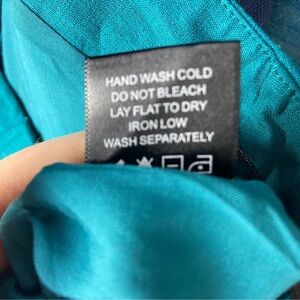 HAND WASH COLD
DO NOT BLEACH
LAY FLAT TO DRY
IRON LOW
WASH SEPARATELY